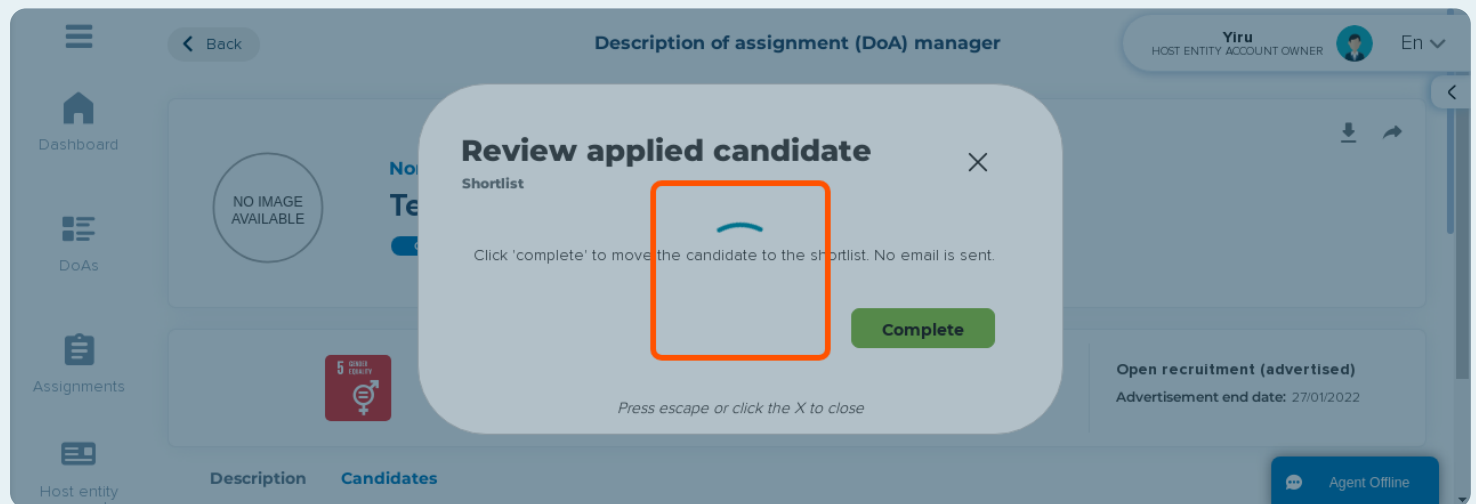 Back
Description of assignment (DoA) manager
Yiru
HOST ENTITY ACCOUNT OWNER
En
Dashboard
DoAs
Assignments
Host entity
NO IMAGE
AVAILABLE
Review applied candidate
Shortlist
Click 'complete' to move the candidate to the shortlist. No email is sent.
Complete
Press escape or click the X to close
5 GENDER
EQUALITY
Open recruitment (advertised)
Advertisement end date: 27/01/2022
Description
Candidates
Agent Offline